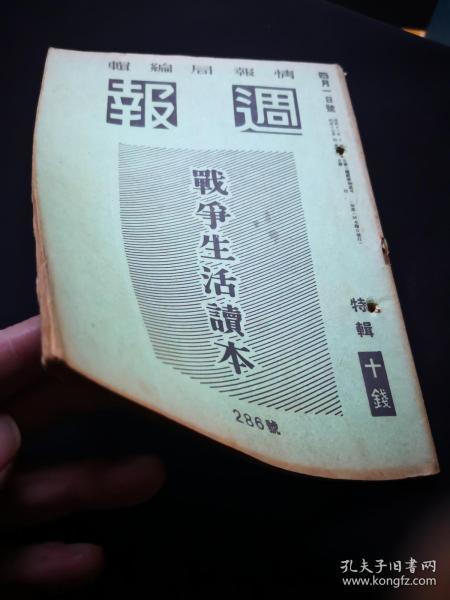 輯編局報情
報週
四月一日號
戰爭生活讀本
特輯
十錢
286號
孔夫子旧书网
www.kongfz.com